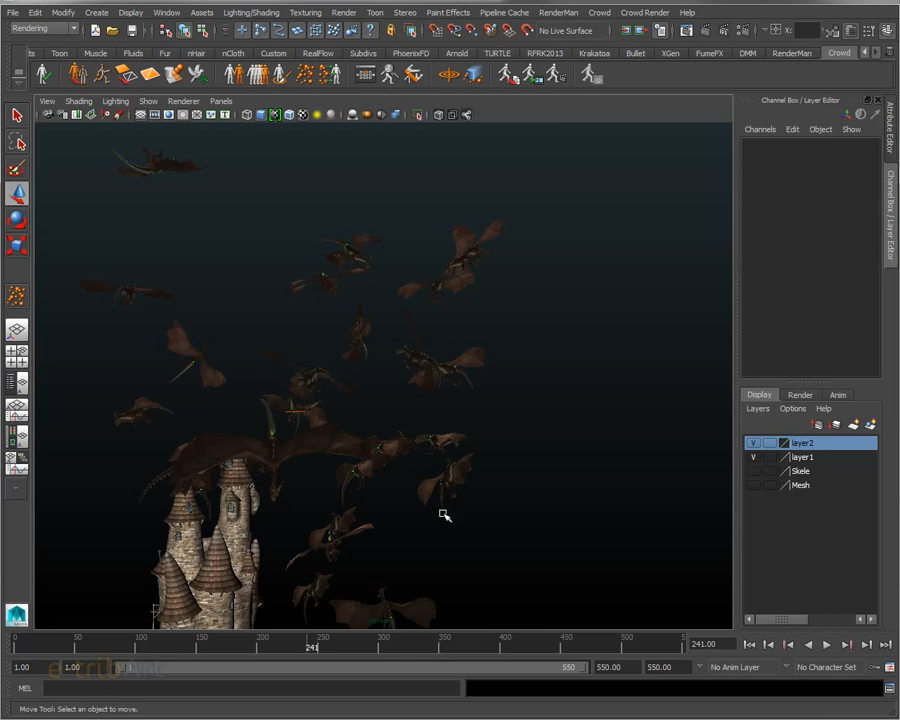 File Edit Modify Create Display Window Assets Lighting/Shading Texturing Render Toon Stereo Paint Effects Pipeline Cache RenderMan Crowd Crowd Render Help
Rendering No Live Surface X:
ts Toon Muscle Fluids Fur nHair nCloth Custom RealFlow Subdivs PhoenixFD Arnold TURTLE RFRK2013 Krakatoa Bullet XGen FumeFX DMM RenderMan Crowd
View Shading Lighting Show Renderer Panels
Channel Box / Layer Editor
Channels Edit Object Show
Attribute Editor
Channel Box / Layer Editor
Display Render Anim
Layers Options Help
V layer2
V layer1
Skele
Mesh
persp
0 50 100 150 200 250 300 350 400 450 500 5
241
241.00
1.00 1.00 1 550 550.00 550.00 No Anim Layer No Character Set
MEL
Move Tool: Select an object to move.